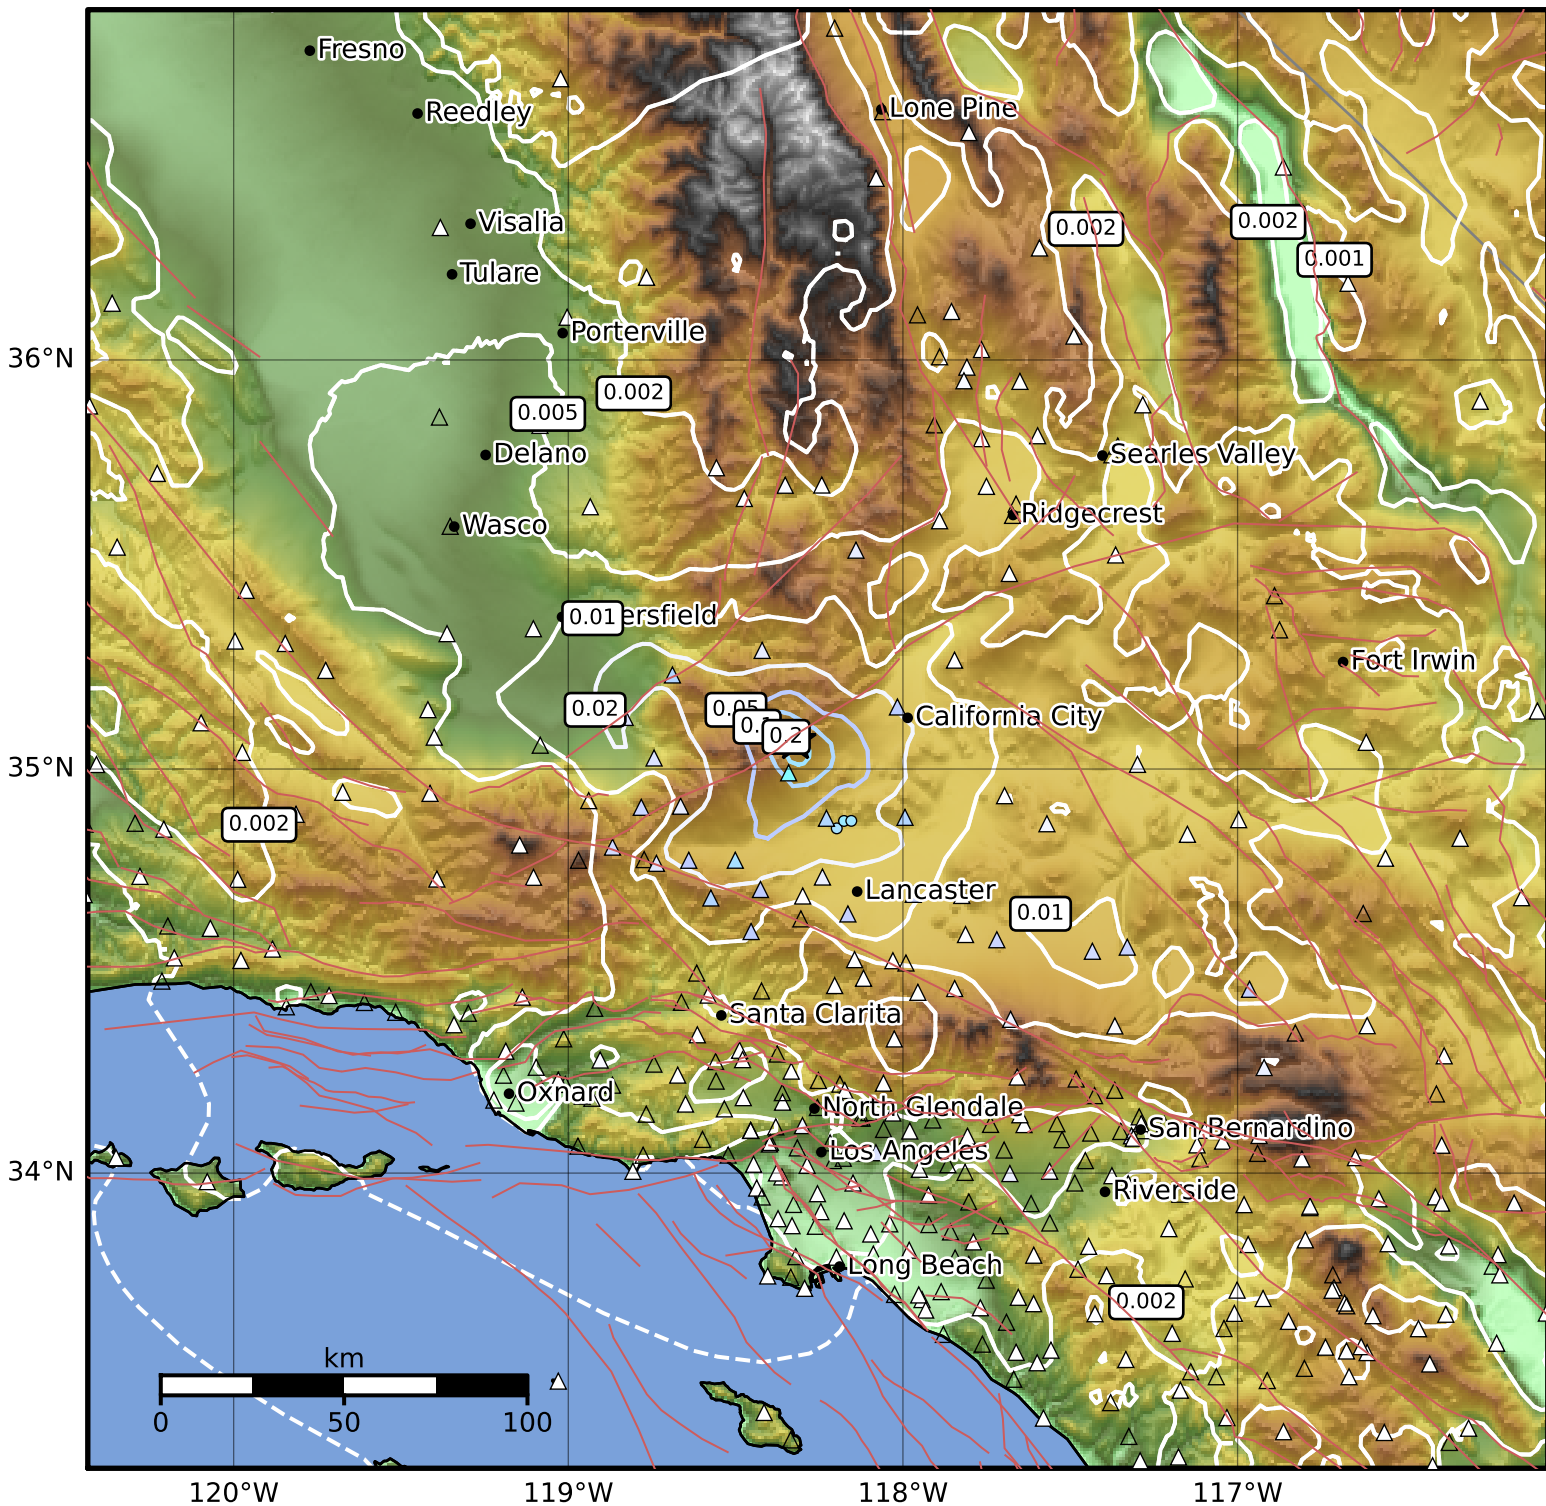 Fresno
Reedley
Lone Pine
Visalia
0.002
0.002
0.001
Tulare
Porterville
36°N
0.002
0.005
Delano
Searles Valley
Wasco
Ridgecrest
0.01
ersfield
Fort Irwin
0.02
0.05
California City
0.2
35°N
0.002
Lancaster
0.01
Santa Clarita
Oxnard
North Glendale
San Bernardino
Los Angeles
34°N
Riverside
Long Beach
0.002
km
0 50 100
120°W 119°W 118°W 117°W